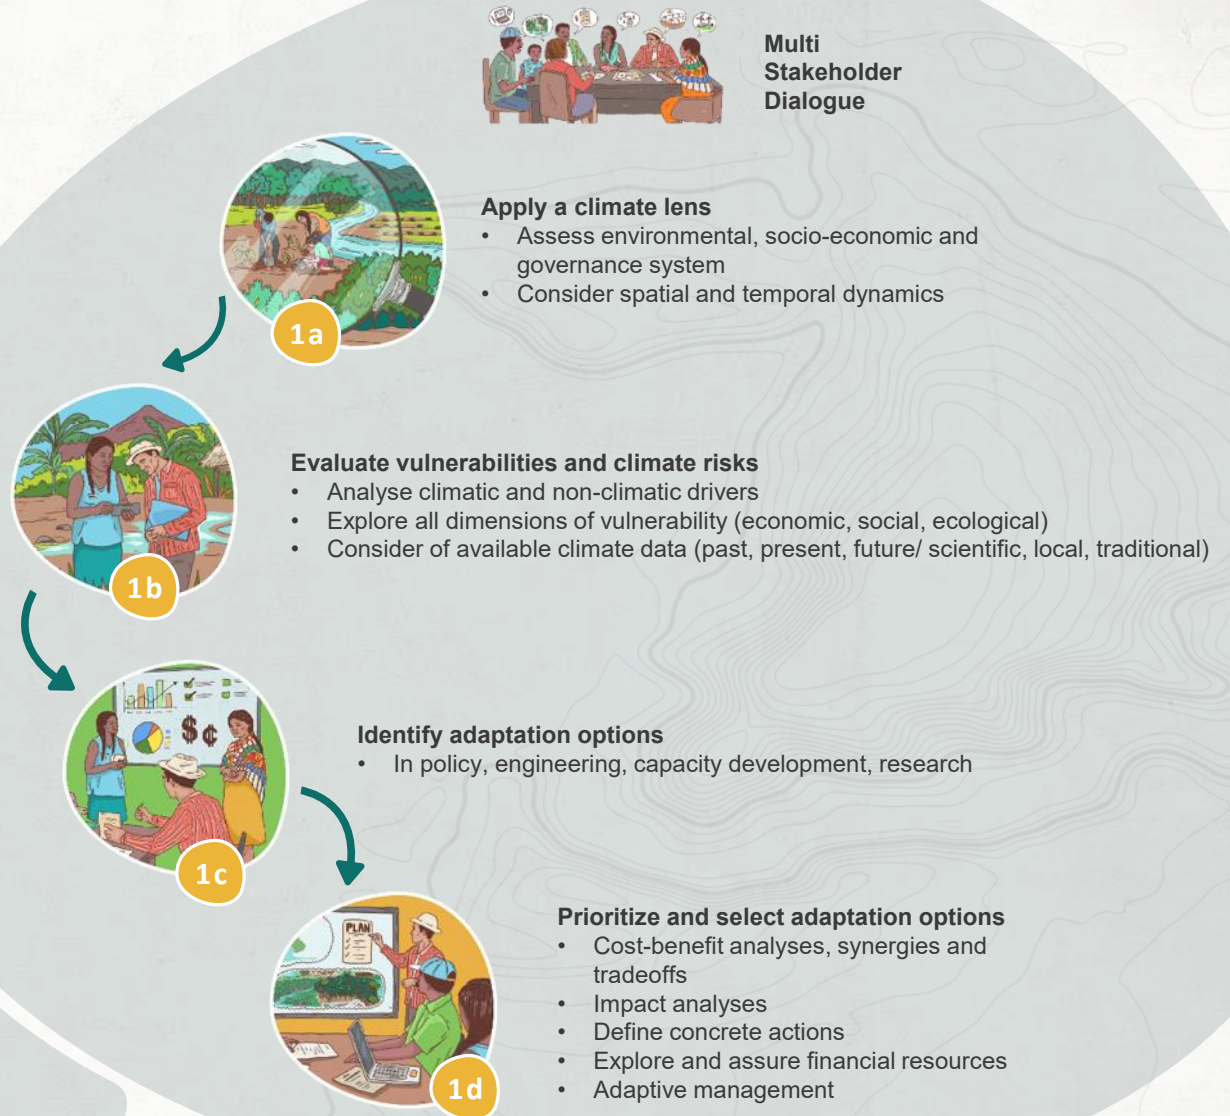 Multi
Stakeholder
Dialogue
Apply a climate lens
• Assess environmental, socio-economic and
governance system
• Consider spatial and temporal dynamics
1a
Evaluate vulnerabilities and climate risks
• Analyse climatic and non-climatic drivers
• Explore all dimensions of vulnerability (economic, social, ecological)
• Consider of available climate data (past, present, future/ scientific, local, traditional)
1b
$ ¢
Identify adaptation options
• In policy, engineering, capacity development, research
1c
PLAN
Prioritize and select adaptation options
• Cost-benefit analyses, synergies and
tradeoffs
• Impact analyses
• Define concrete actions
• Explore and assure financial resources
• Adaptive management
1d